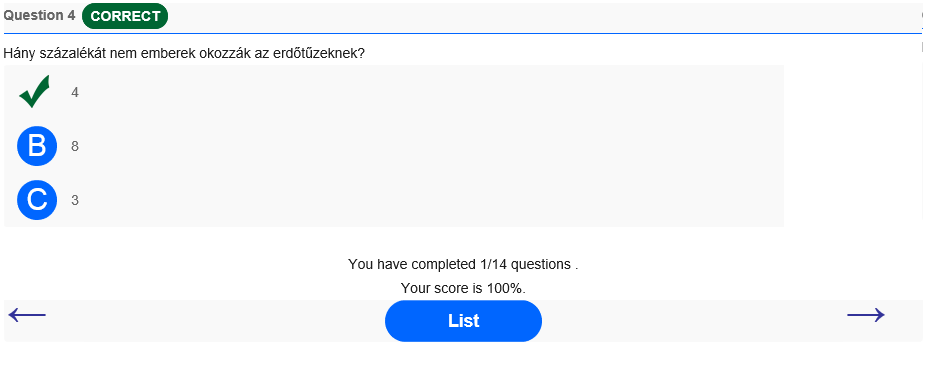 Question 4 CORRECT
Hány százalékát nem emberek okozzák az erdőtűzeknek?
4
B 8
C 3
You have completed 1/14 questions .
Your score is 100%.
← List →